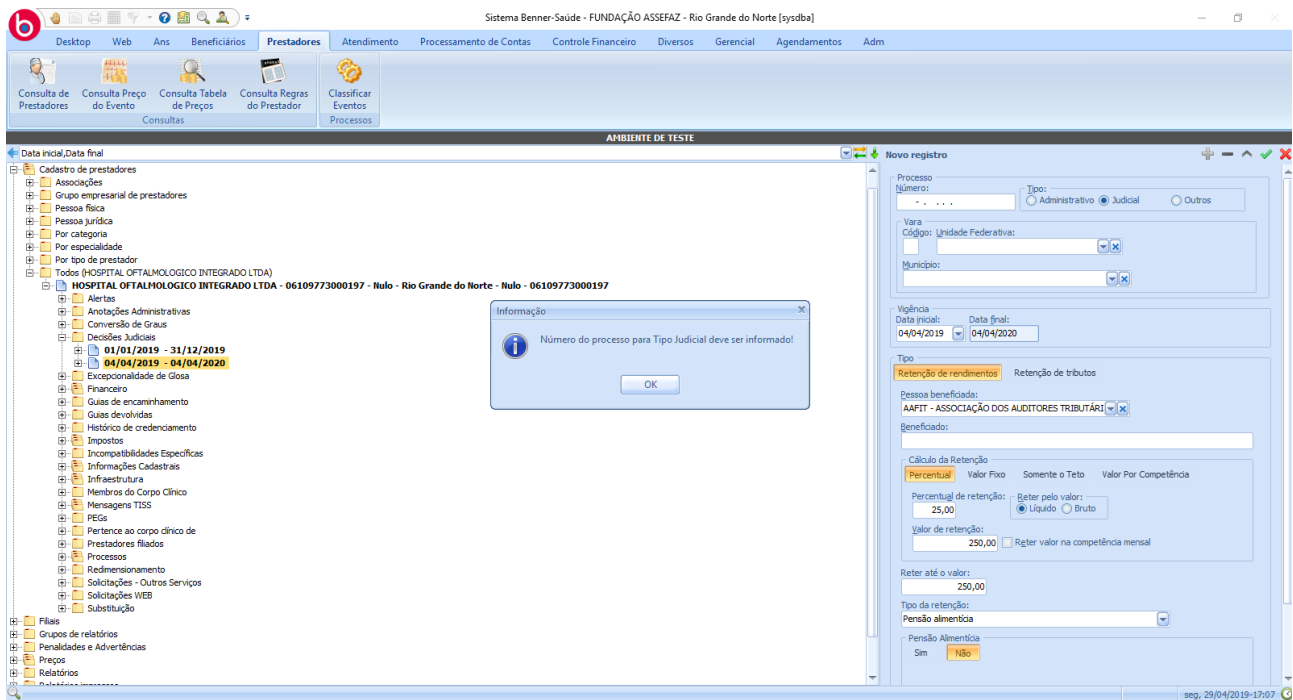 Sistema Benner-Saúde - FUNDAÇÃO ASSEFAZ - Rio Grande do Norte [sysdba]
Desktop Web Ans Beneficiários Prestadores Atendimento Processamento de Contas Controle Financeiro Diversos Gerencial Agendamentos Adm
Consulta de Prestadores
Consulta Preço do Evento
Consulta Tabela de Preços
Consulta Regras do Prestador
Classificar Eventos
Consultas
Processos
AMBIENTE DE TESTE
Data inicial,Data final
Cadastro de prestadores
Associações
Grupo empresarial de prestadores
Pessoa física
Pessoa jurídica
Por categoria
Por especialidade
Por tipo de prestador
Todos (HOSPITAL OFTALMOLOGICO INTEGRADO LTDA)
HOSPITAL OFTALMOLOGICO INTEGRADO LTDA - 06109773000197 - Nulo - Rio Grande do Norte - Nulo - 06109773000197
Alertas
Anotações Administrativas
Conversão de Graus
Decisões Judiciais
01/01/2019 - 31/12/2019
04/04/2019 - 04/04/2020
Excepcionalidade de Glosa
Financeiro
Guias de encaminhamento
Guias devolvidas
Histórico de credenciamento
Impostos
Incompatibilidades Específicas
Informações Cadastrais
Infraestrutura
Membros do Corpo Clínico
Mensagens TISS
PEGs
Pertence ao corpo clínico de
Prestadores filiados
Processos
Redimensionamento
Solicitações - Outros Serviços
Solicitações WEB
Substituição
Filiais
Grupos de relatórios
Penalidades e Advertências
Preços
Relatórios
Relatórios impressos
Informação
Número do processo para Tipo Judicial deve ser informado!
OK
Novo registro
Processo
Número:
- . . . .
Tipo:
Administrativo Judicial Outros
Vara
Código: Unidade Federativa:
Município:
Vigência
Data inicial: Data final:
04/04/2019 04/04/2020
Tipo
Retenção de rendimentos Retenção de tributos
Pessoa beneficiada:
AAFIT - ASSOCIAÇÃO DOS AUDITORES TRIBUTÁRI
Beneficiado:
Cálculo da Retenção
Percentual Valor Fixo Somente o Teto Valor Por Competência
Percentual de retenção: Reter pelo valor:
25,00 Líquido Bruto
Valor de retenção:
250,00 Reter valor na competência mensal
Reter até o valor:
250,00
Tipo da retenção:
Pensão alimentícia
Pensão Alimentícia
Sim Não
seg, 29/04/2019-17:07